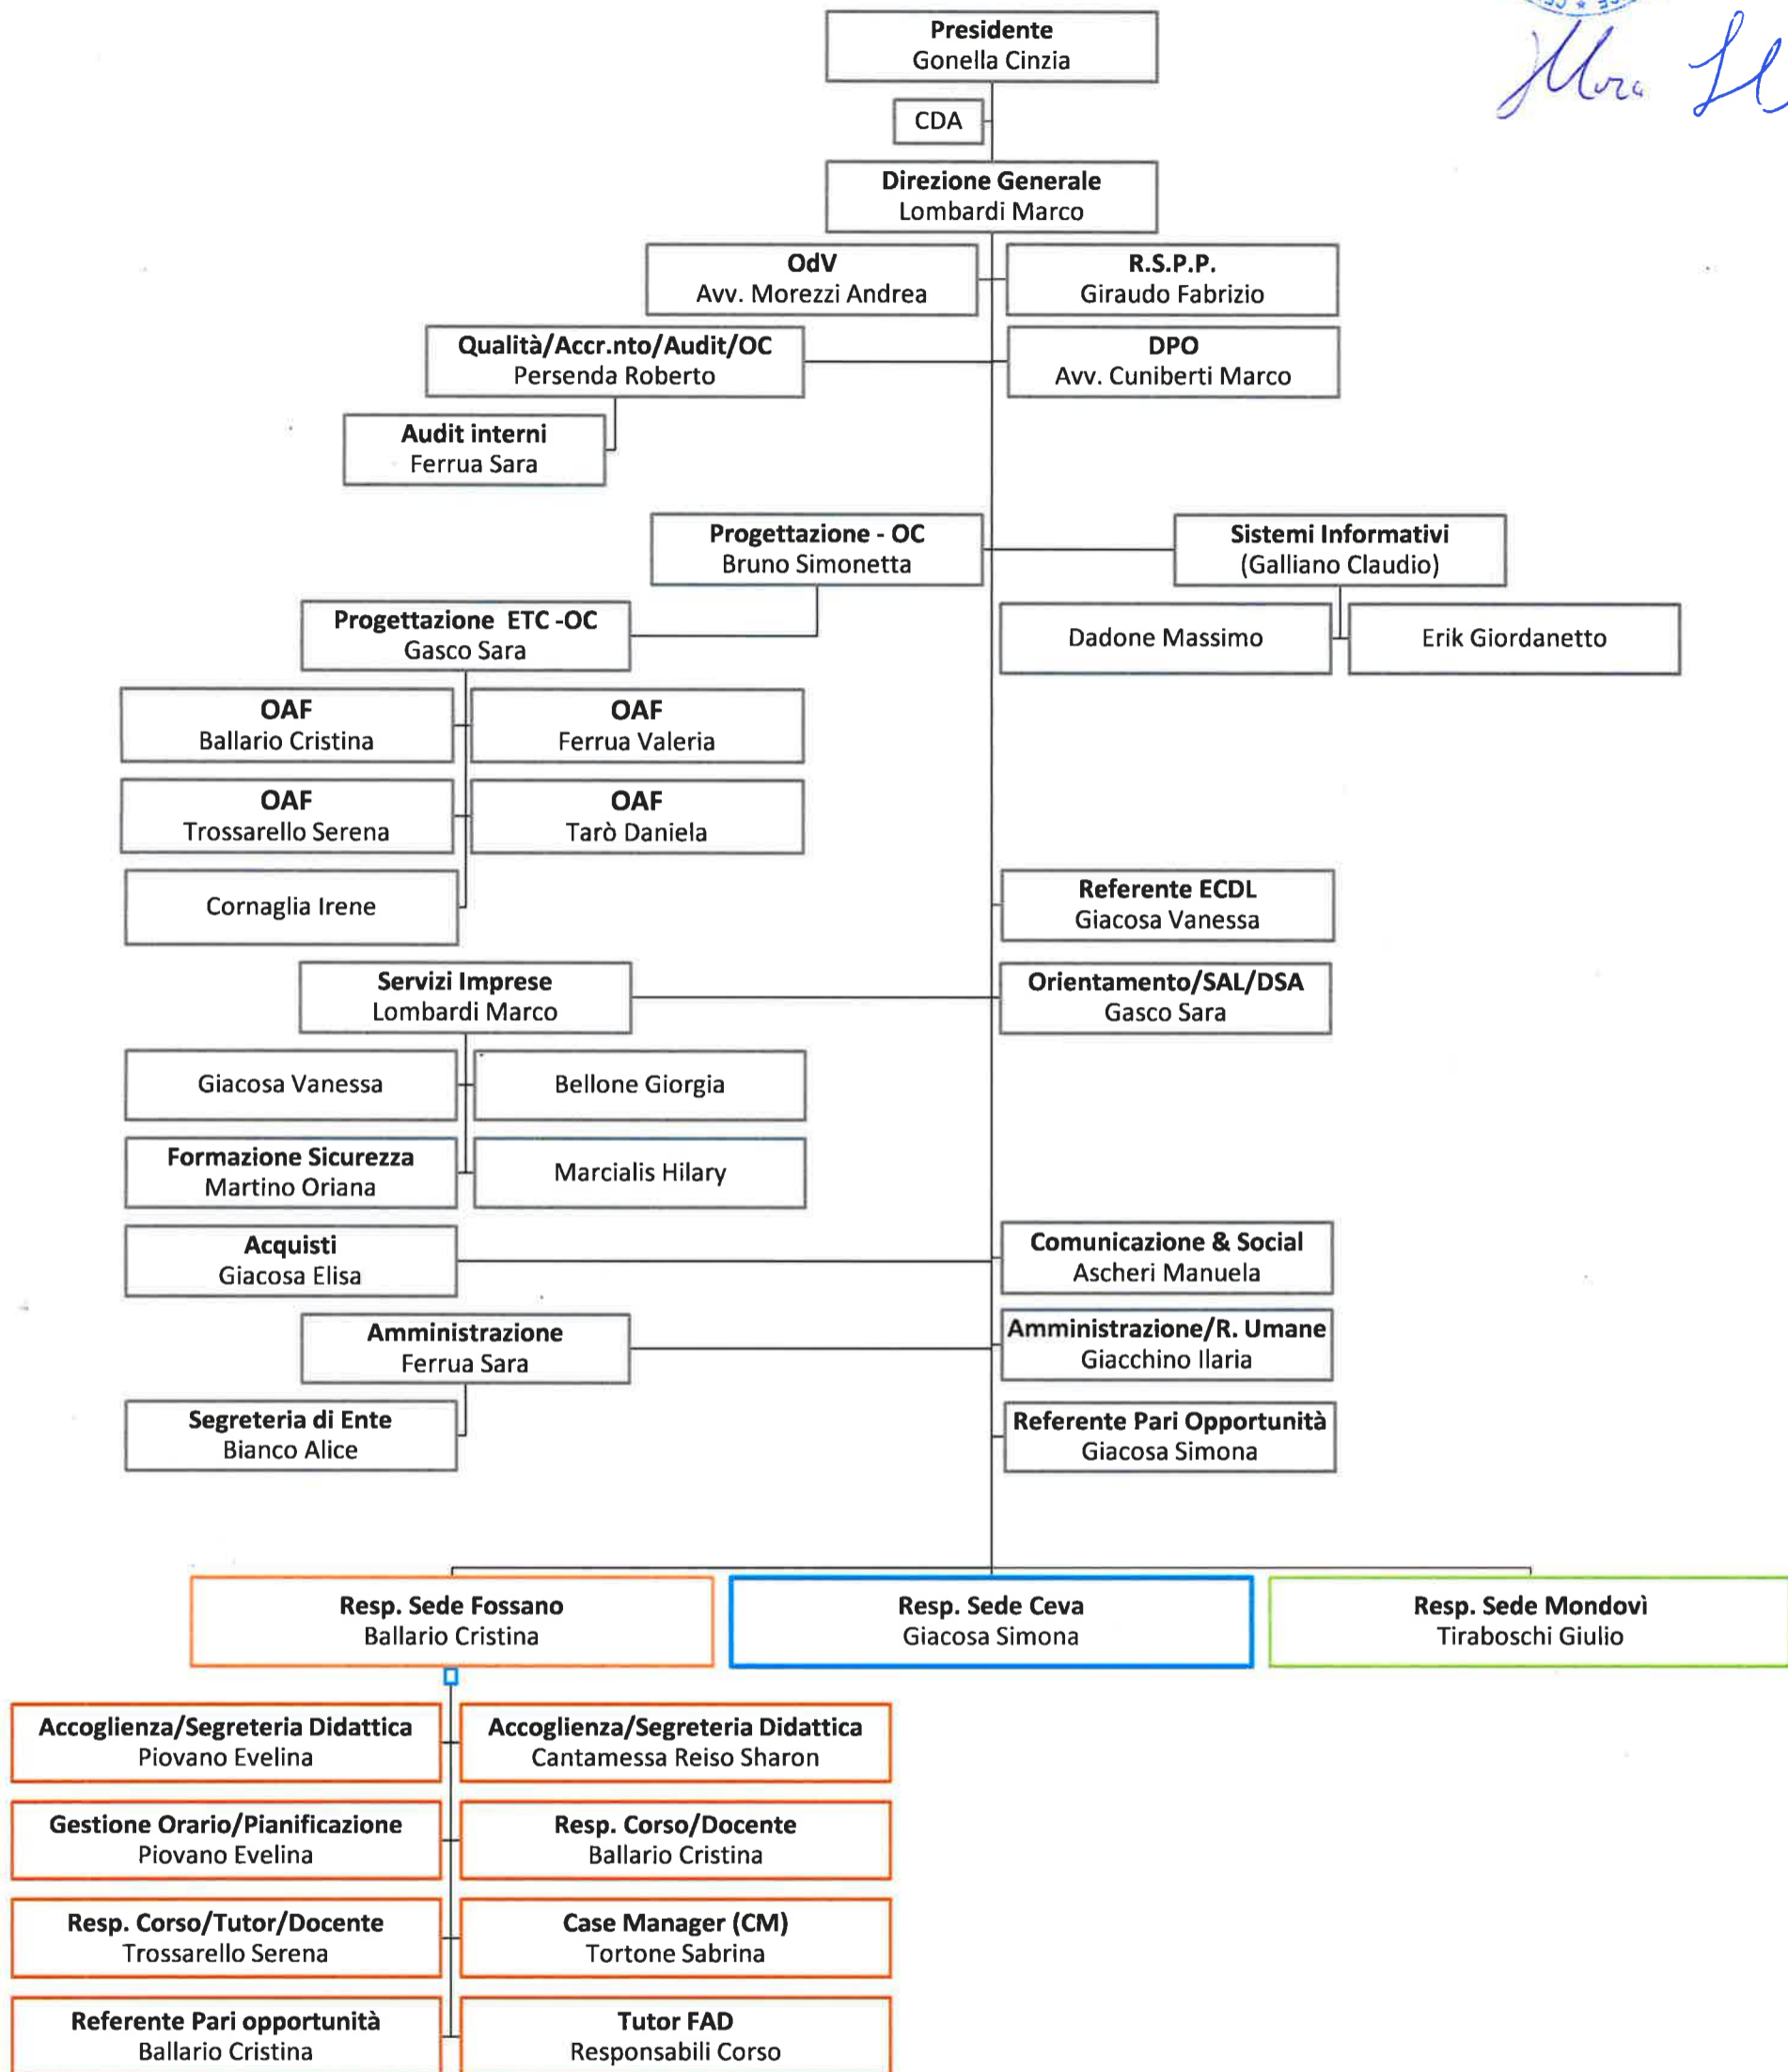 Presidente
Gonella Cinzia
CDA
Direzione Generale
Lombardi Marco
OdV
Avv. Morezzi Andrea
R.S.P.P.
Giraudo Fabrizio
Qualità/Accr.nto/Audit/OC
Persenda Roberto
DPO
Avv. Cuniberti Marco
Audit interni
Ferrua Sara
Progettazione - OC
Bruno Simonetta
Sistemi Informativi
(Galliano Claudio)
Progettazione ETC -OC
Gasco Sara
Dadone Massimo
Erik Giordanetto
OAF
Ballario Cristina
OAF
Ferrua Valeria
OAF
Trossarello Serena
OAF
Tarò Daniela
Cornaglia Irene
Referente ECDL
Giacosa Vanessa
Servizi Imprese
Lombardi Marco
Orientamento/SAL/DSA
Gasco Sara
Giacosa Vanessa
Bellone Giorgia
Formazione Sicurezza
Martino Oriana
Marcialis Hilary
Acquisti
Giacosa Elisa
Comunicazione & Social
Ascheri Manuela
Amministrazione
Ferrua Sara
Amministrazione/R. Umane
Giacchino Ilaria
Segreteria di Ente
Bianco Alice
Referente Pari Opportunità
Giacosa Simona
Resp. Sede Fossano
Ballario Cristina
Resp. Sede Ceva
Giacosa Simona
Resp. Sede Mondovì
Tiraboschi Giulio
Accoglienza/Segreteria Didattica
Piovano Evelina
Accoglienza/Segreteria Didattica
Cantamessa Reiso Sharon
Gestione Orario/Pianificazione
Piovano Evelina
Resp. Corso/Docente
Ballario Cristina
Resp. Corso/Tutor/Docente
Trossarello Serena
Case Manager (CM)
Tortone Sabrina
Referente Pari opportunità
Ballario Cristina
Tutor FAD
Responsabili Corso